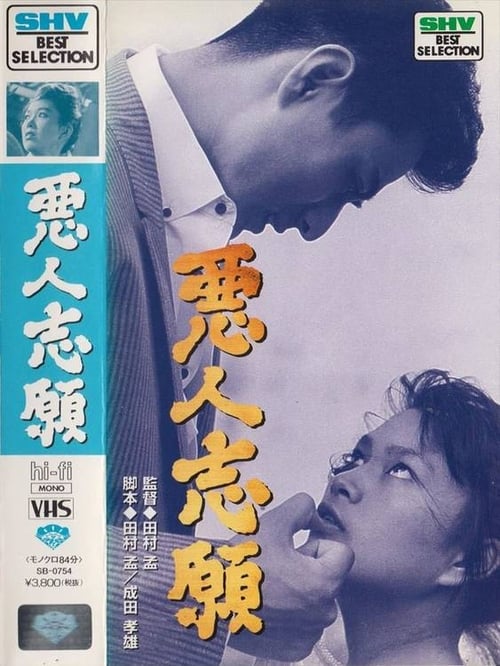 SHV
BEST
SELECTION
悪人志願
hi-fi
MONO
VHS
〈モノクロ84分〉
SB-0754
¥3,800(税抜)
SHV
BEST
SELECTION
悪人志願
監督◆田村 孟
脚本◆田村 孟/成田 孝雄